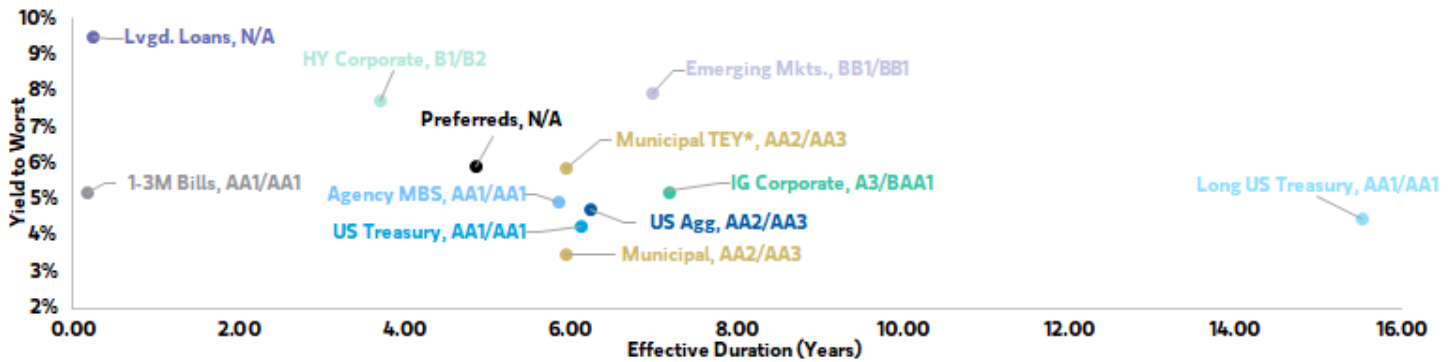 10%
9%
8%
7%
6%
5%
4%
3%
2%
Yield to Worst
Lvgd. Loans, N/A
HY Corporate, B1/B2
Emerging Mkts., BB1/BB1
Preferreds, N/A
Municipal TEY*, AA2/AA3
1-3M Bills, AA1/AA1
Agency MBS, AA1/AA1
IG Corporate, A3/BAA1
Long US Treasury, AA1/AA1
US Treasury, AA1/AA1
US Agg, AA2/AA3
Municipal, AA2/AA3
0.00 2.00 4.00 6.00 8.00 10.00 12.00 14.00 16.00
Effective Duration (Years)